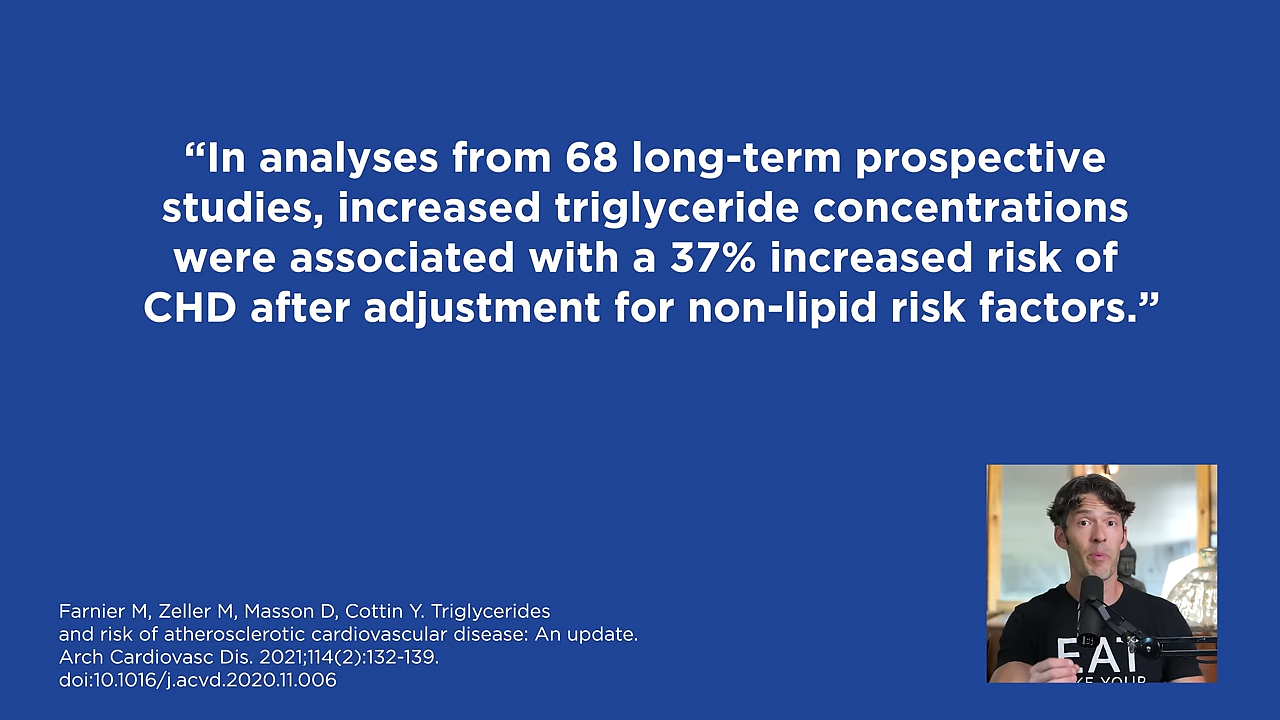 “In analyses from 68 long-term prospective
studies, increased triglyceride concentrations
were associated with a 37% increased risk of
CHD after adjustment for non-lipid risk factors.”
Farnier M, Zeller M, Masson D, Cottin Y. Triglycerides
and risk of atherosclerotic cardiovascular disease: An update.
Arch Cardiovasc Dis. 2021;114(2):132-139.
doi:10.1016/j.acvd.2020.11.006
EAT
YOUR